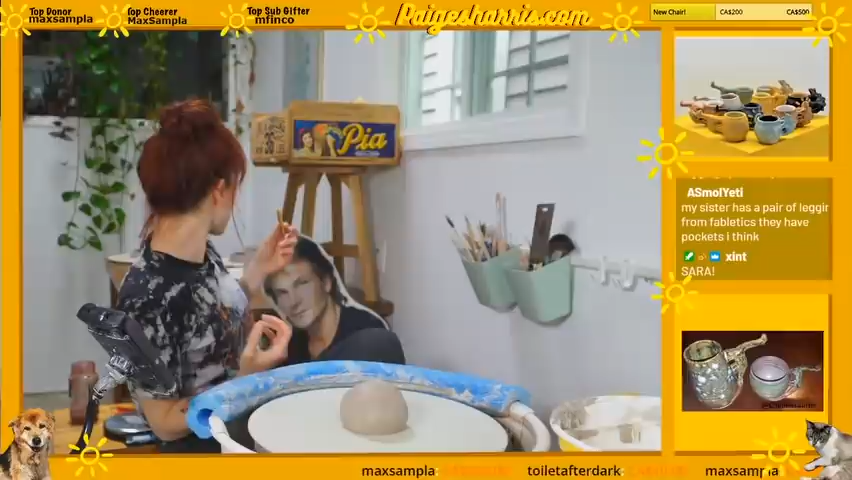 Top Donor
maxsampla
Top Cheerer
MaxSampla
Top Sub Gifter
mfinco
Paigesharris.com
New Chair!
CA$200
CA$500
Pia
ASmolYeti
my sister has a pair of leggir
from fabletics they have
pockets i think
xint
SARA!
maxsampla
toiletafterdark
maxsampla